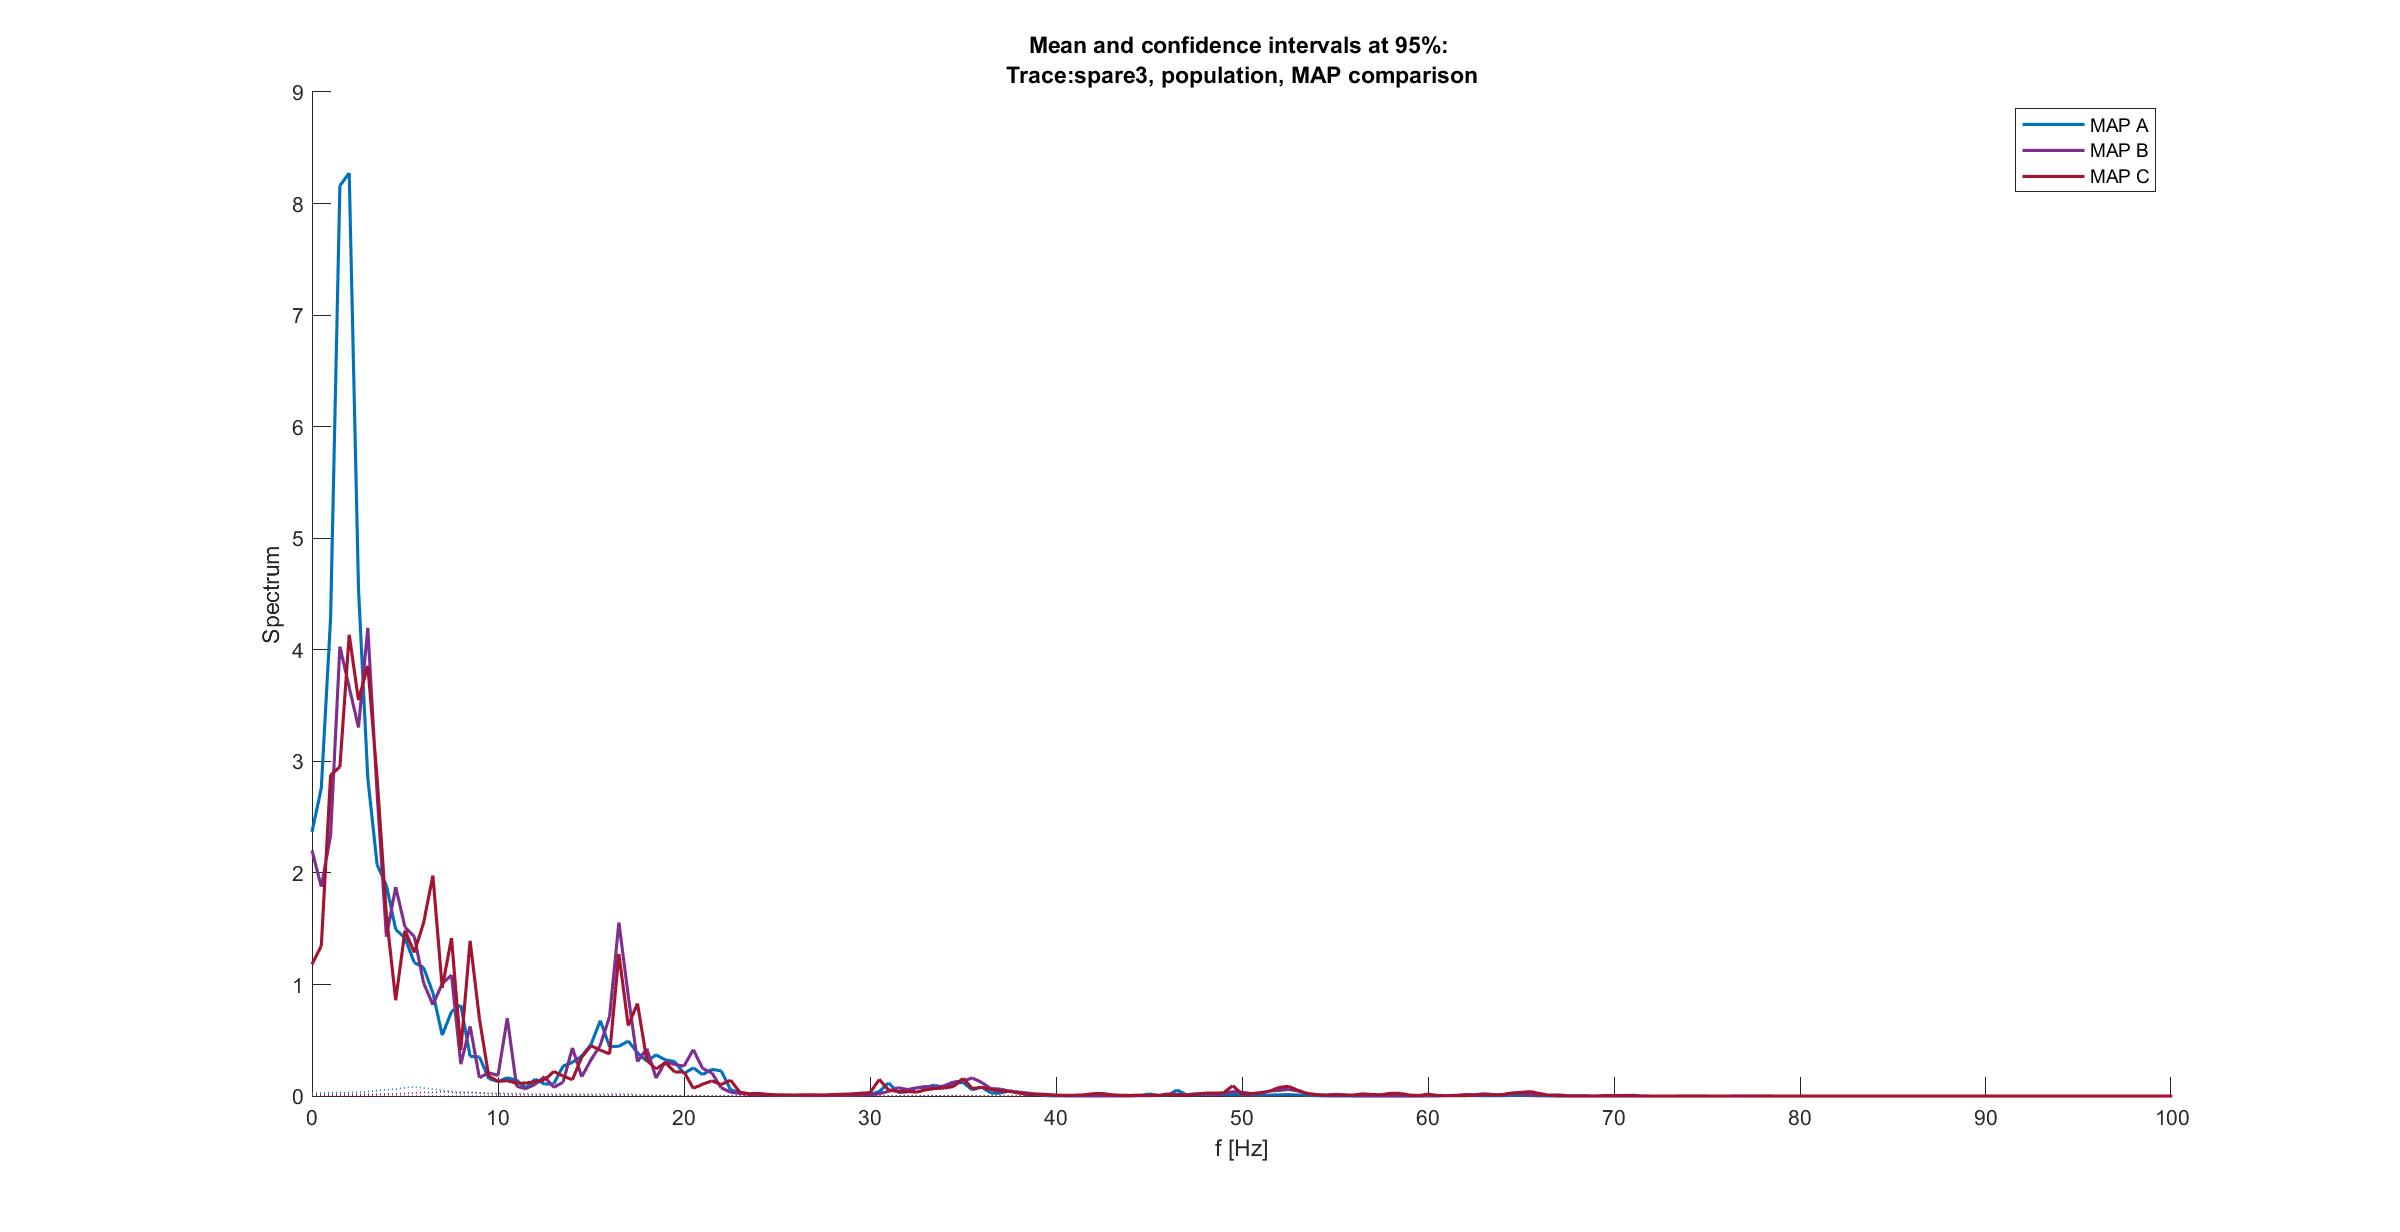 Mean and confidence intervals at 95%:
Trace:spare3, population, MAP comparison
MAP A
MAP B
MAP C
Spectrum
9
8
7
6
5
4
3
2
1
0
0 10 20 30 40 50 60 70 80 90 100
f [Hz]